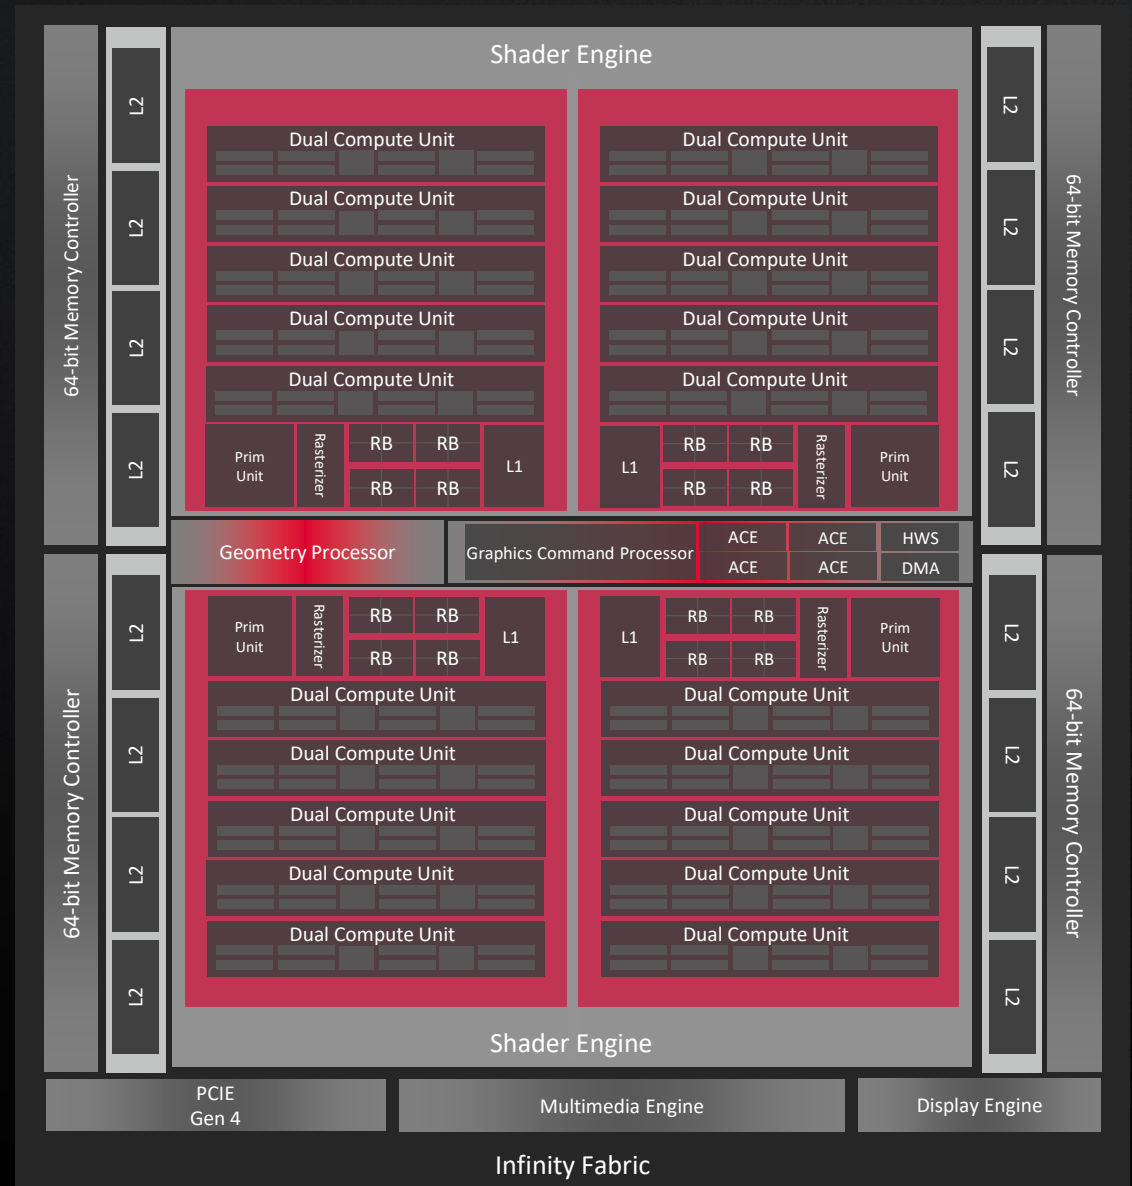 Shader Engine
64-bit Memory Controller
L2
L2
L2
L2
Dual Compute Unit
Dual Compute Unit
Dual Compute Unit
Dual Compute Unit
Dual Compute Unit
Prim
Unit
Rasterizer
RB
RB
RB
RB
L1
Dual Compute Unit
Dual Compute Unit
Dual Compute Unit
Dual Compute Unit
Dual Compute Unit
L1
RB
RB
RB
RB
Rasterizer
Prim
Unit
L2
L2
L2
L2
64-bit Memory Controller
Geometry Processor
Graphics Command Processor
ACE
ACE
HWS
ACE
ACE
DMA
64-bit Memory Controller
L2
L2
L2
L2
Prim
Unit
Rasterizer
RB
RB
RB
RB
L1
Dual Compute Unit
Dual Compute Unit
Dual Compute Unit
Dual Compute Unit
Dual Compute Unit
L1
RB
RB
RB
RB
Rasterizer
Prim
Unit
Dual Compute Unit
Dual Compute Unit
Dual Compute Unit
Dual Compute Unit
Dual Compute Unit
L2
L2
L2
L2
64-bit Memory Controller
Shader Engine
PCIE
Gen 4
Multimedia Engine
Display Engine
Infinity Fabric